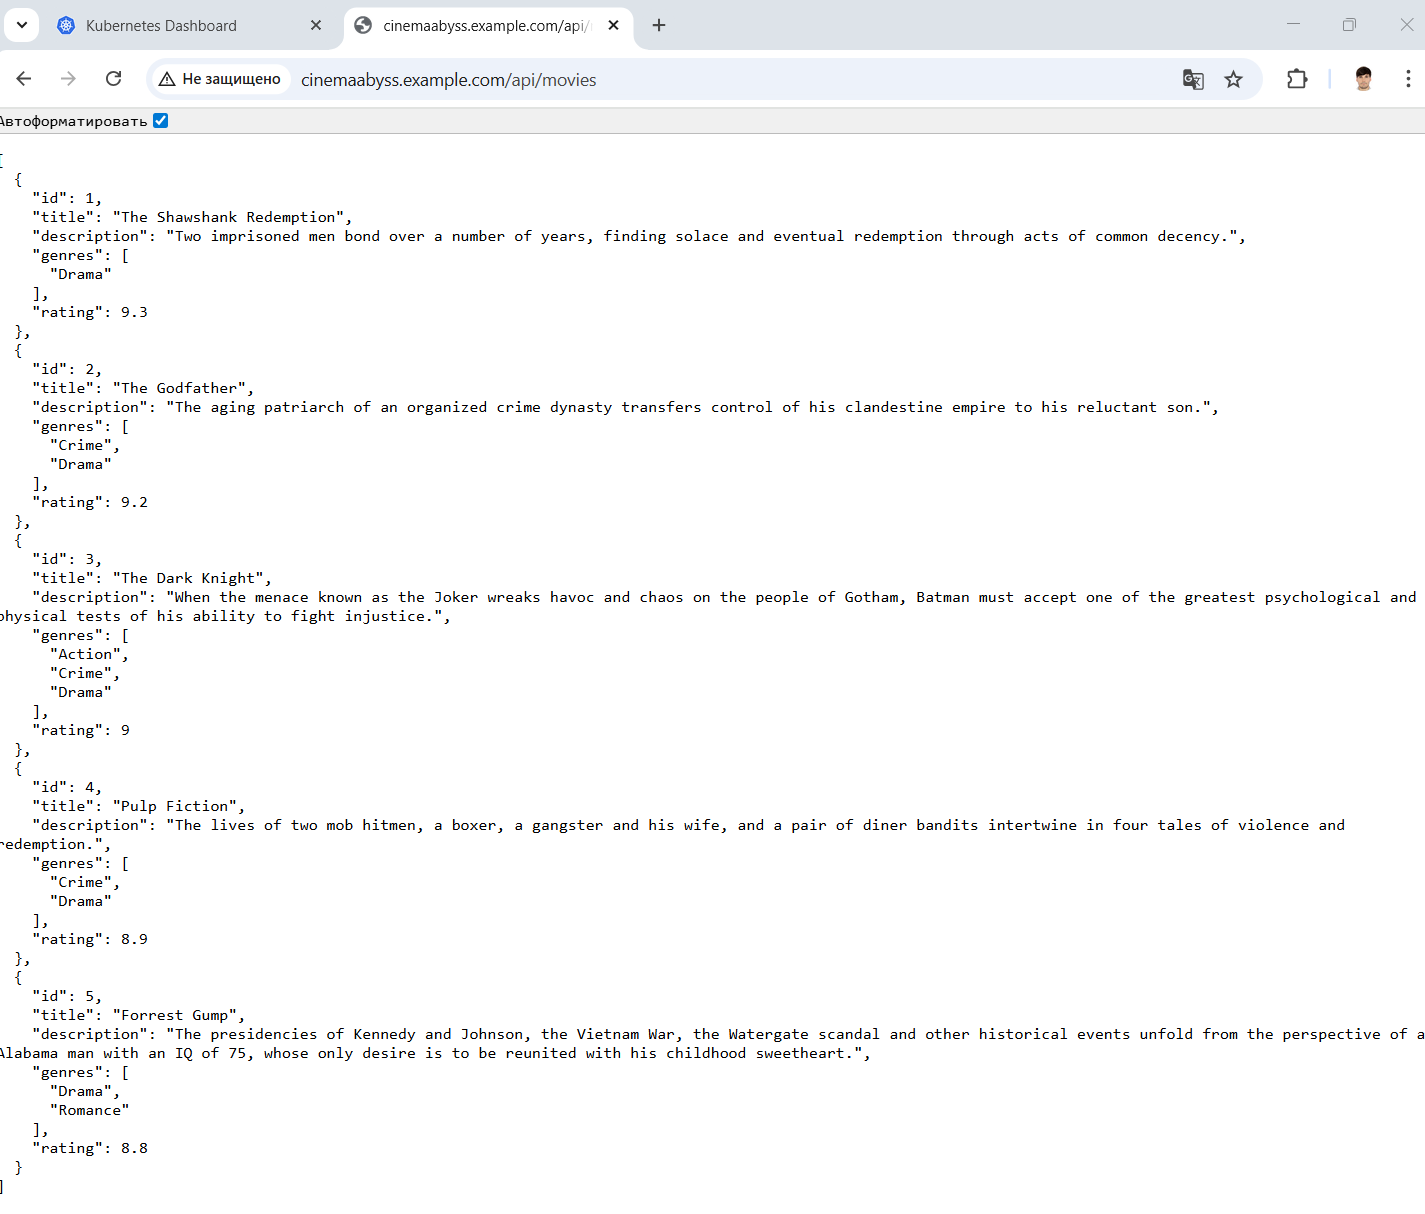 Kubernetes Dashboard
cinemaabyss.example.com/api/
Не защищено
cinemaabyss.example.com/api/movies
Автоформатировать
[
  {
    "id": 1,
    "title": "The Shawshank Redemption",
    "description": "Two imprisoned men bond over a number of years, finding solace and eventual redemption through acts of common decency.",
    "genres": [
      "Drama"
    ],
    "rating": 9.3
  },
  {
    "id": 2,
    "title": "The Godfather",
    "description": "The aging patriarch of an organized crime dynasty transfers control of his clandestine empire to his reluctant son.",
    "genres": [
      "Crime",
      "Drama"
    ],
    "rating": 9.2
  },
  {
    "id": 3,
    "title": "The Dark Knight",
    "description": "When the menace known as the Joker wreaks havoc and chaos on the people of Gotham, Batman must accept one of the greatest psychological and
physical tests of his ability to fight injustice.",
    "genres": [
      "Action",
      "Crime",
      "Drama"
    ],
    "rating": 9
  },
  {
    "id": 4,
    "title": "Pulp Fiction",
    "description": "The lives of two mob hitmen, a boxer, a gangster and his wife, and a pair of diner bandits intertwine in four tales of violence and
redemption.",
    "genres": [
      "Crime",
      "Drama"
    ],
    "rating": 8.9
  },
  {
    "id": 5,
    "title": "Forrest Gump",
    "description": "The presidencies of Kennedy and Johnson, the Vietnam War, the Watergate scandal and other historical events unfold from the perspective of a
Alabama man with an IQ of 75, whose only desire is to be reunited with his childhood sweetheart.",
    "genres": [
      "Drama",
      "Romance"
    ],
    "rating": 8.8
  }
]